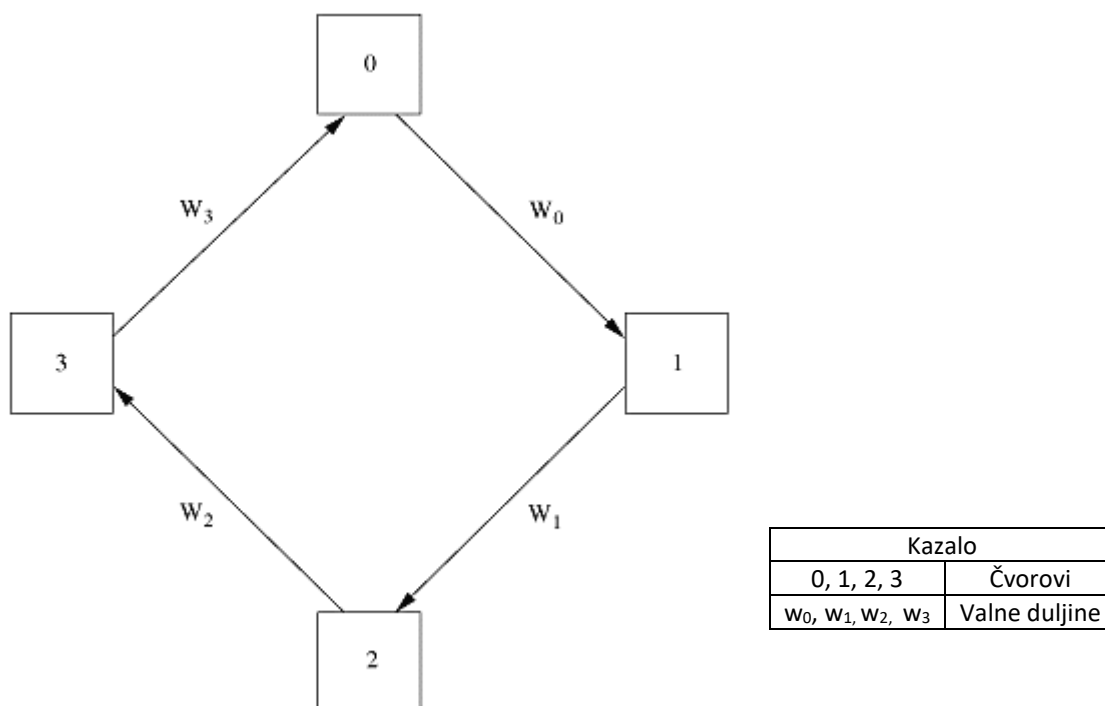 0
w₃
w₀
3
1
w₂
w₁
2
Kazalo
0, 1, 2, 3 Čvorovi
w₀, w₁, w₂, w₃ Valne duljine